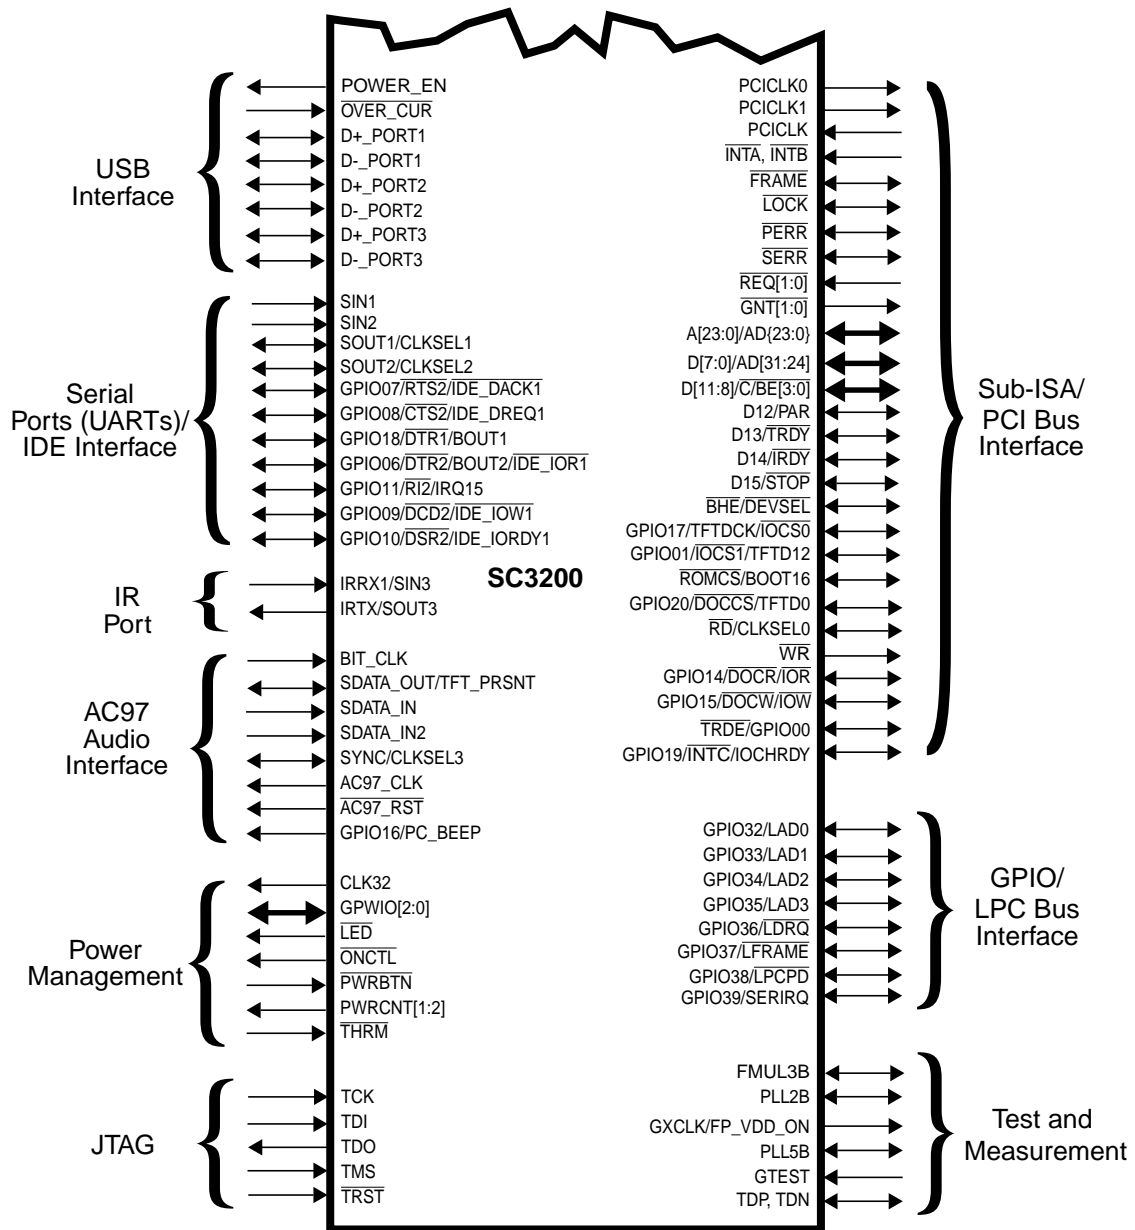 USB
Interface
POWER_EN
OVER_CUR
D+_PORT1
D-_PORT1
D+_PORT2
D-_PORT2
D+_PORT3
D-_PORT3
Serial
Ports (UARTs)/
IDE Interface
SIN1
SIN2
SOUT1/CLKSEL1
SOUT2/CLKSEL2
GPIO07/RTS2/IDE_DACK1
GPIO08/CTS2/IDE_DREQ1
GPIO18/DTR1/BOUT1
GPIO06/DTR2/BOUT2/IDE_IOR1
GPIO11/RI2/IRQ15
GPIO09/DCD2/IDE_IOW1
GPIO10/DSR2/IDE_IORDY1
IR
Port
IRRX1/SIN3
IRTX/SOUT3
AC97
Audio
Interface
BIT_CLK
SDATA_OUT/TFT_PRSNT
SDATA_IN
SDATA_IN2
SYNC/CLKSEL3
AC97_CLK
AC97_RST
GPIO16/PC_BEEP
Power
Management
CLK32
GPWIO[2:0]
LED
ONCTL
PWRBTN
PWRCNT[1:2]
THRM
JTAG
TCK
TDI
TDO
TMS
TRST
SC3200
PCICLK0
PCICLK1
PCICLK
INTA, INTB
FRAME
LOCK
PERR
SERR
REQ[1:0]
GNT[1:0]
A[23:0]/AD{23:0}
D[7:0]/AD[31:24]
D[11:8]/C/BE[3:0]
D12/PAR
D13/TRDY
D14/IRDY
D15/STOP
BHE/DEVSEL
GPIO17/TFTDCK/IOCS0
GPIO01/IOCS1/TFTD12
ROMCS/BOOT16
GPIO20/DOCCS/TFTD0
RD/CLKSEL0
WR
GPIO14/DOCR/IOR
GPIO15/DOCW/IOW
TRDE/GPIO00
GPIO19/INTC/IOCHRDY
Sub-ISA/
PCI Bus
Interface
GPIO32/LAD0
GPIO33/LAD1
GPIO34/LAD2
GPIO35/LAD3
GPIO36/LDRQ
GPIO37/LFRAME
GPIO38/LPCPD
GPIO39/SERIRQ
GPIO/
LPC Bus
Interface
FMUL3B
PLL2B
GXCLK/FP_VDD_ON
PLL5B
GTEST
TDP, TDN
Test and
Measurement